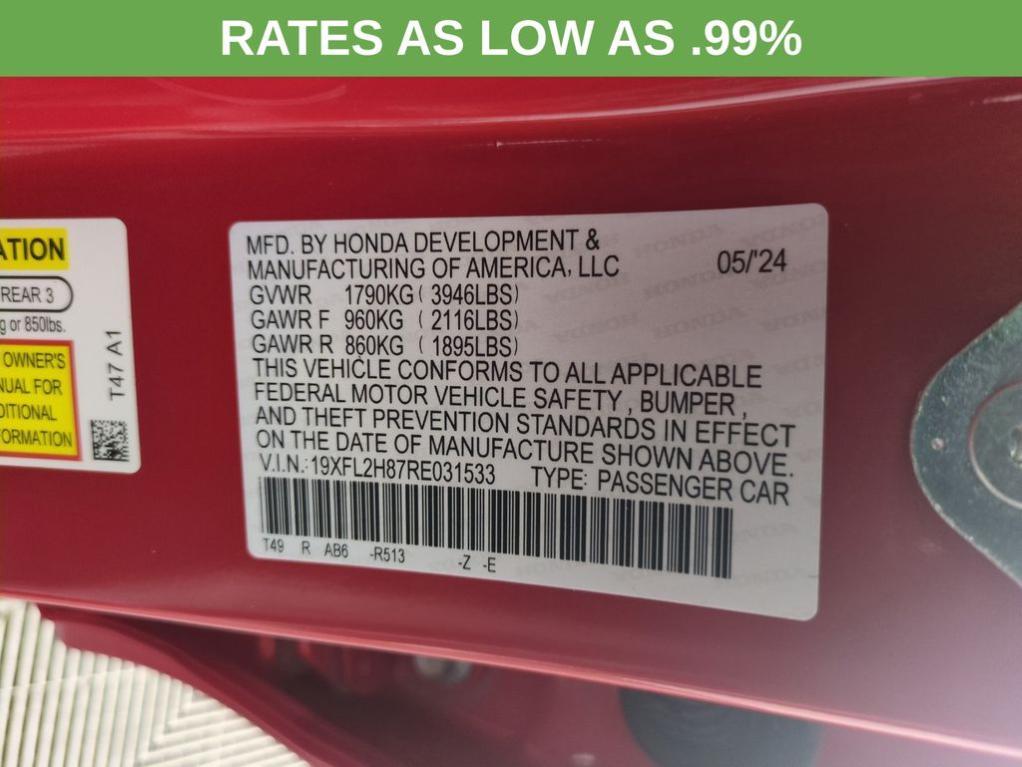 RATES AS LOW AS .99%
ATION
REAR 3
g or 850lbs.
OWNER'S
NUAL FOR
DITIONAL
FORMATION
T47 A1
MFD. BY HONDA DEVELOPMENT &
MANUFACTURING OF AMERICA, LLC 05/'24
GVWR 1790KG ( 3946LBS)
GAWR F 960KG ( 2116LBS)
GAWR R 860KG ( 1895LBS)
THIS VEHICLE CONFORMS TO ALL APPLICABLE
FEDERAL MOTOR VEHICLE SAFETY , BUMPER ,
AND THEFT PREVENTION STANDARDS IN EFFECT
ON THE DATE OF MANUFACTURE SHOWN ABOVE.
V.I.N.: 19XFL2H87RE031533 TYPE: PASSENGER CAR
T49 R AB6 -R513 -Z -E